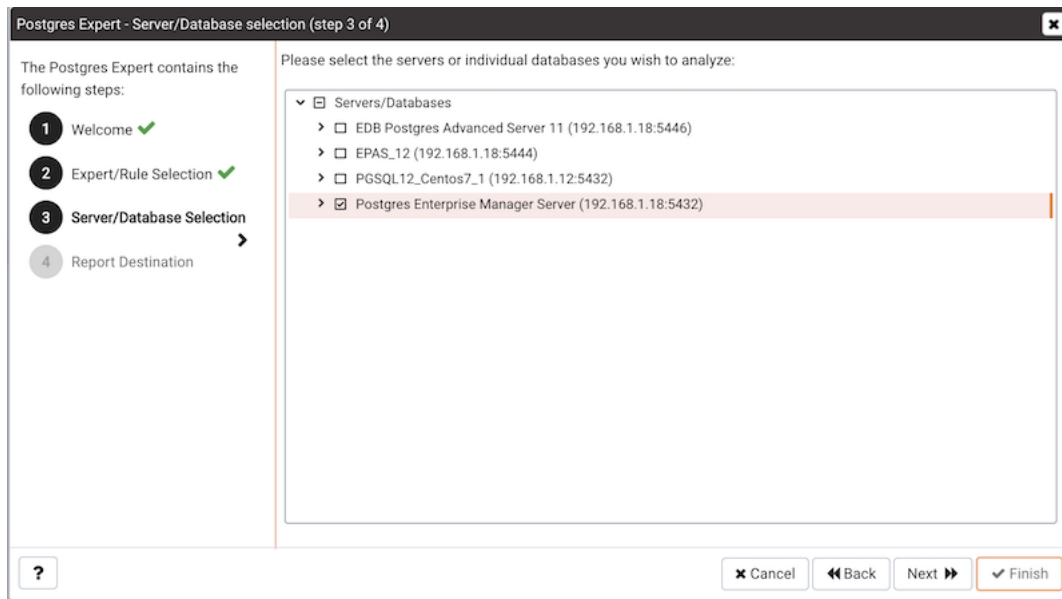 Postgres Expert - Server/Database selection (step 3 of 4)
The Postgres Expert contains the
following steps:
1 Welcome
2 Expert/Rule Selection
3 Server/Database Selection
4 Report Destination
Please select the servers or individual databases you wish to analyze:
Servers/Databases
EDB Postgres Advanced Server 11 (192.168.1.18:5446)
EPAS_12 (192.168.1.18:5444)
PGSQL12_Centos7_1 (192.168.1.12:5432)
Postgres Enterprise Manager Server (192.168.1.18:5432)
?
Cancel
Back
Next
Finish